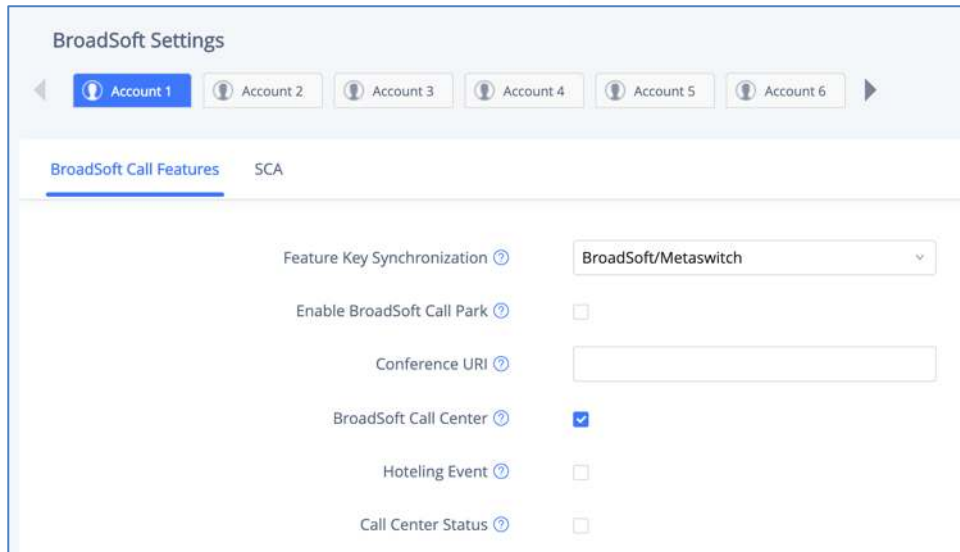 BroadSoft Settings
Account 1 Account 2 Account 3 Account 4 Account 5 Account 6
BroadSoft Call Features SCA
Feature Key Synchronization ? BroadSoft/Metaswitch
Enable BroadSoft Call Park ?
Conference URI ?
BroadSoft Call Center ?
Hoteling Event ?
Call Center Status ?